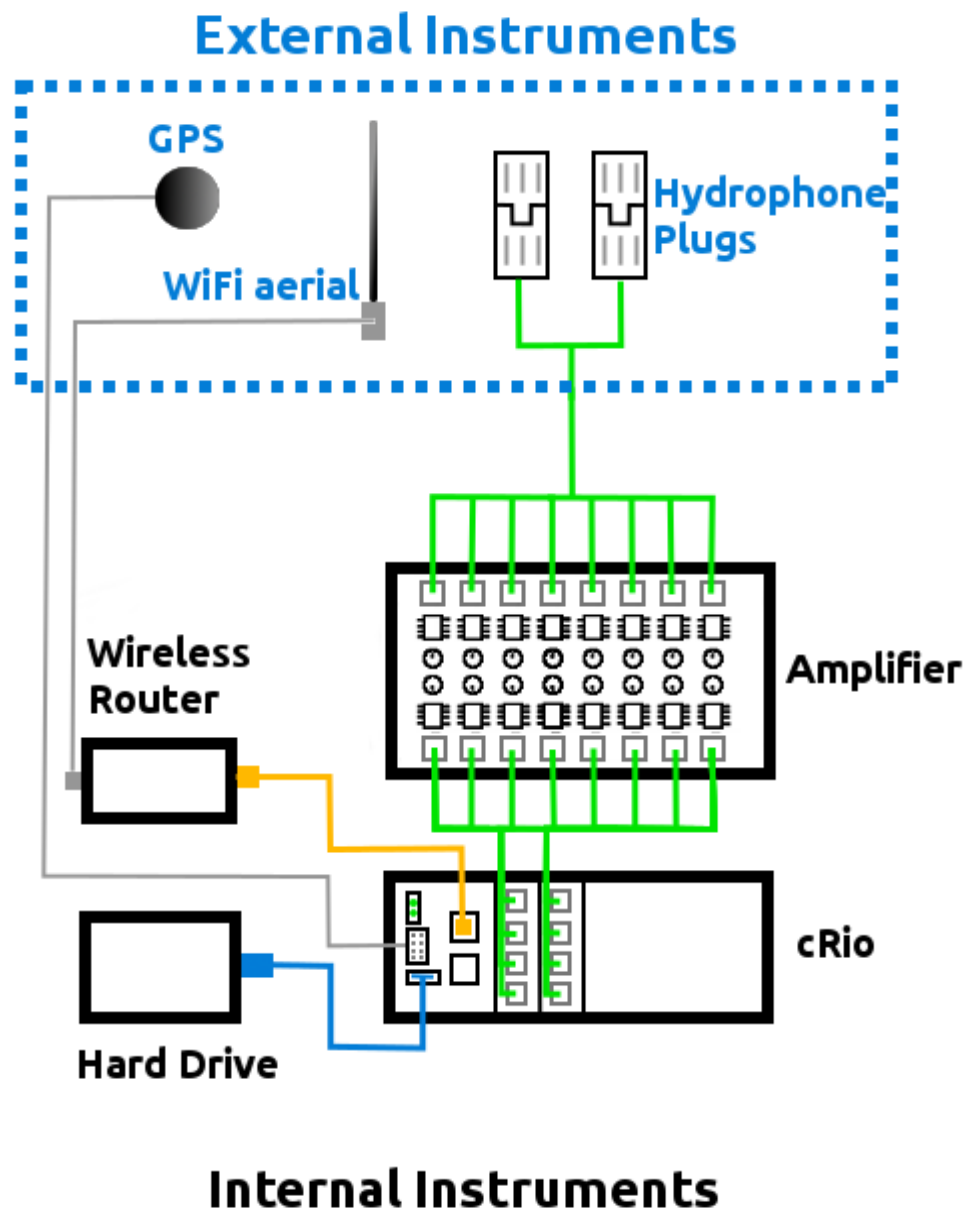 External Instruments
GPS
Hydrophone
Plugs
WiFi aerial
Wireless
Router
Amplifier
cRio
Hard Drive
Internal Instruments